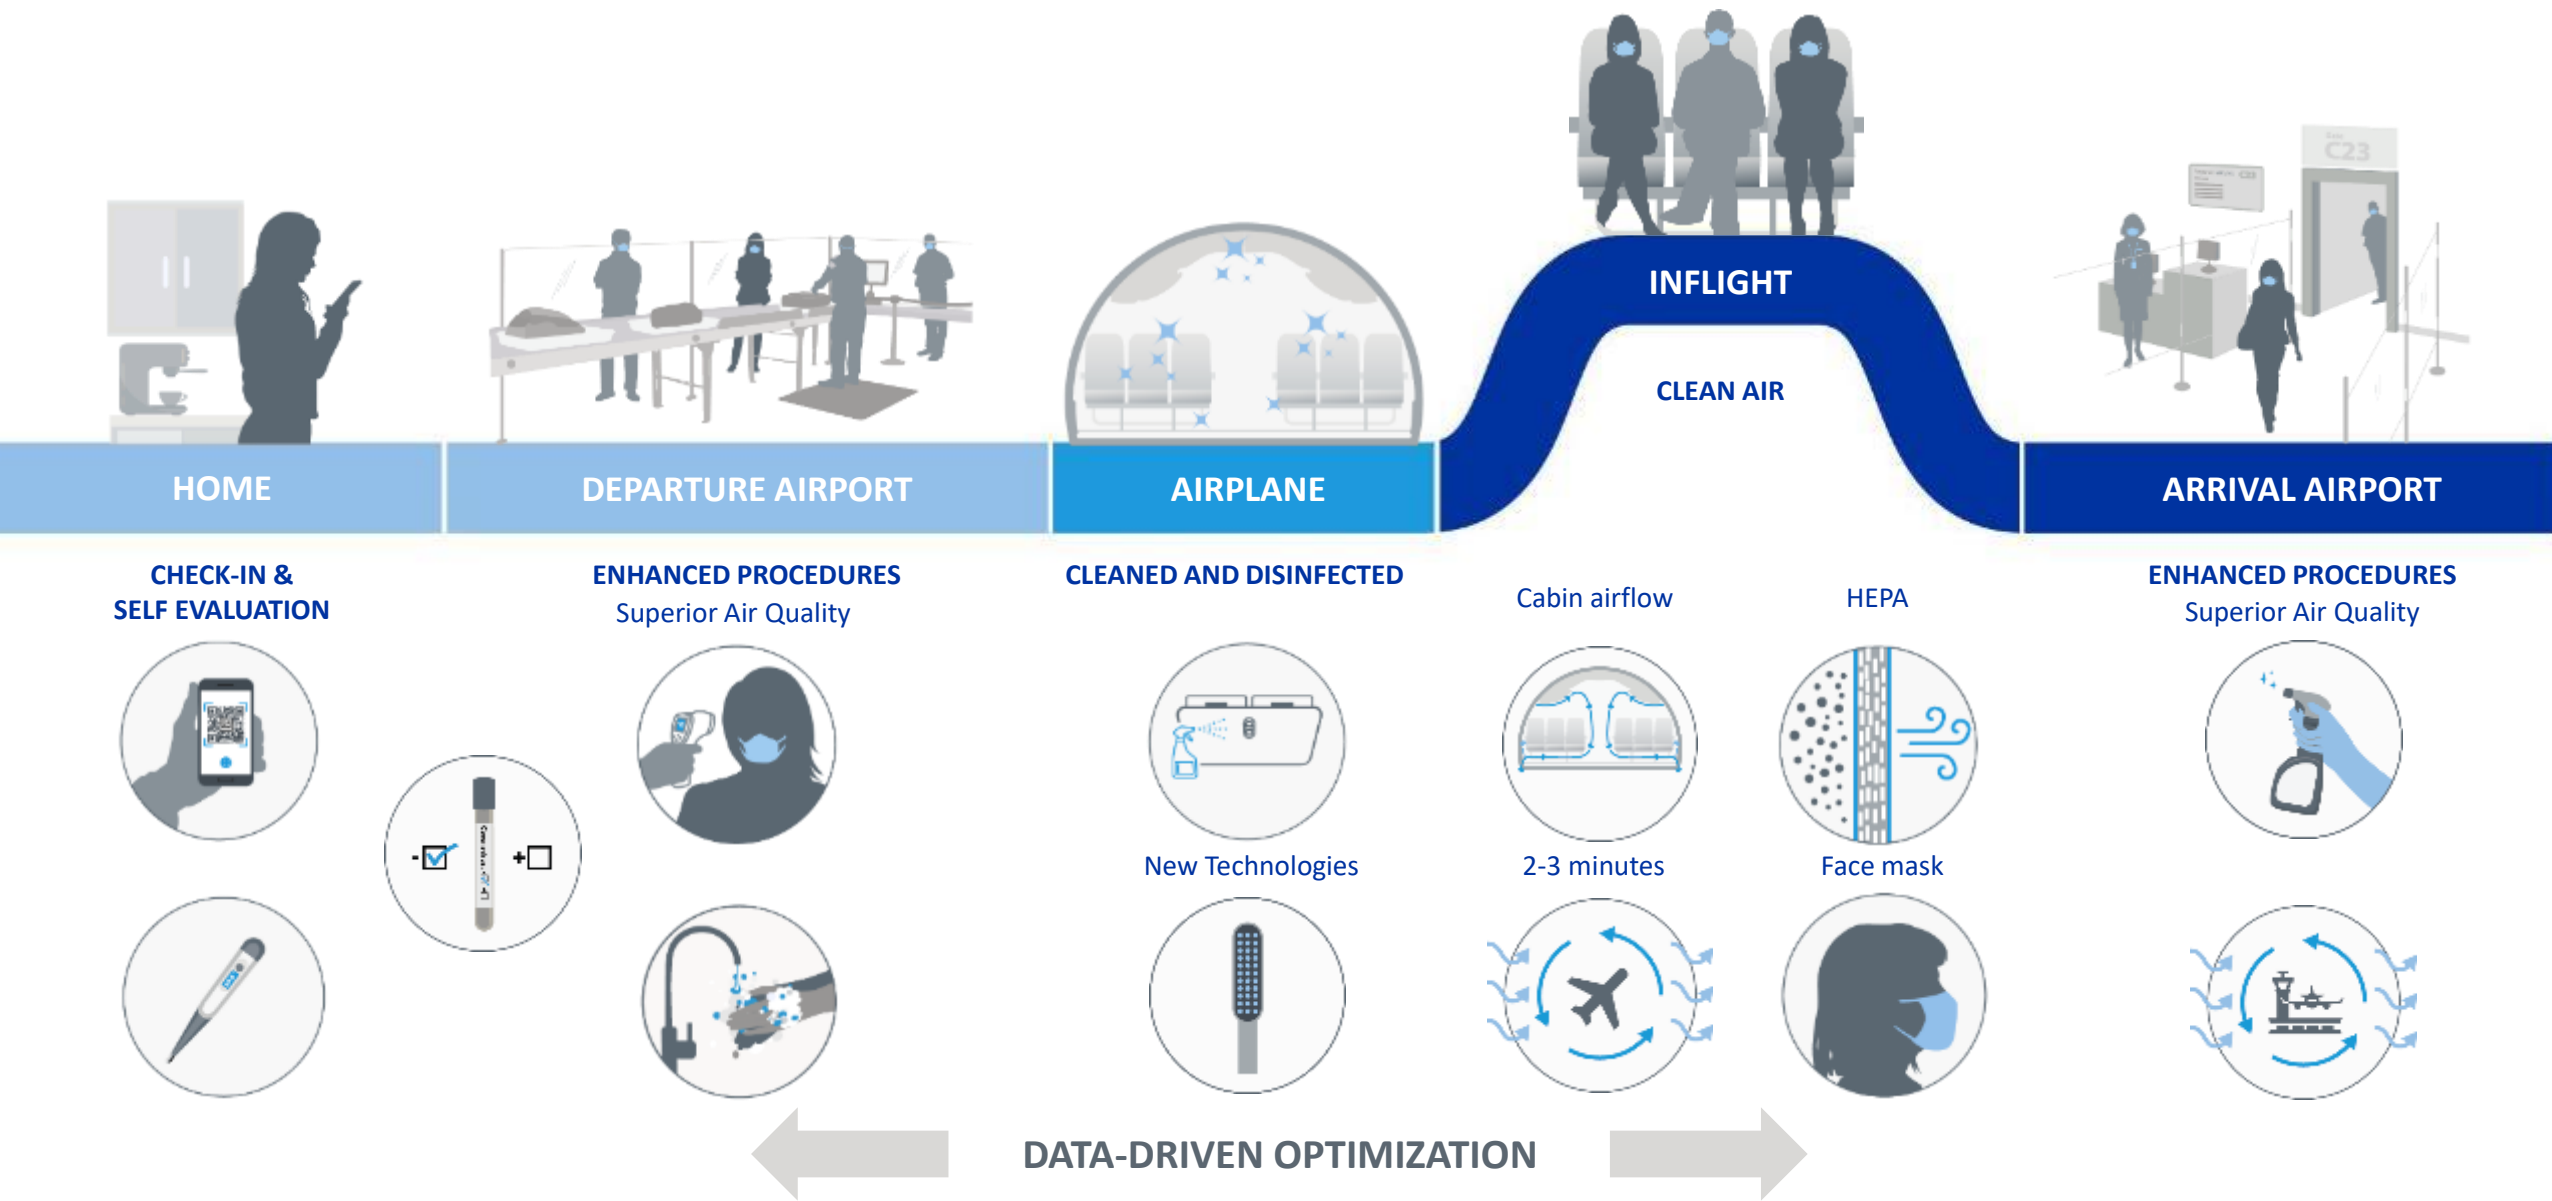 C23
INFLIGHT
CLEAN AIR
HOME
DEPARTURE AIRPORT
AIRPLANE
ARRIVAL AIRPORT
CHECK-IN &
SELF EVALUATION
ENHANCED PROCEDURES
Superior Air Quality
CLEANED AND DISINFECTED
Cabin airflow
HEPA
ENHANCED PROCEDURES
Superior Air Quality
-
+
New Technologies
2-3 minutes
Face mask
DATA-DRIVEN OPTIMIZATION